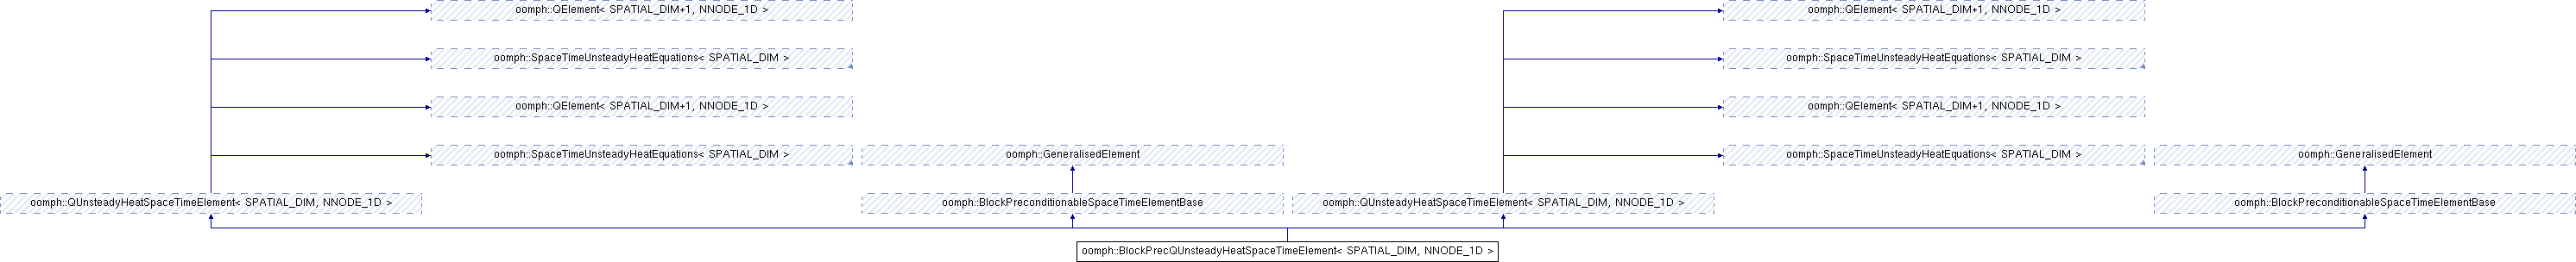 oomph::QElement< SPATIAL_DIM+1, NNODE_1D >
oomph::QElement< SPATIAL_DIM+1, NNODE_1D >
oomph::SpaceTimeUnsteadyHeatEquations< SPATIAL_DIM >
oomph::SpaceTimeUnsteadyHeatEquations< SPATIAL_DIM >
oomph::QElement< SPATIAL_DIM+1, NNODE_1D >
oomph::QElement< SPATIAL_DIM+1, NNODE_1D >
oomph::SpaceTimeUnsteadyHeatEquations< SPATIAL_DIM >
oomph::GeneralisedElement
oomph::SpaceTimeUnsteadyHeatEquations< SPATIAL_DIM >
oomph::GeneralisedElement
oomph::QUnsteadyHeatSpaceTimeElement< SPATIAL_DIM, NNODE_1D >
oomph::BlockPreconditionableSpaceTimeElementBase
oomph::QUnsteadyHeatSpaceTimeElement< SPATIAL_DIM, NNODE_1D >
oomph::BlockPreconditionableSpaceTimeElementBase
oomph::BlockPrecQUnsteadyHeatSpaceTimeElement< SPATIAL_DIM, NNODE_1D >